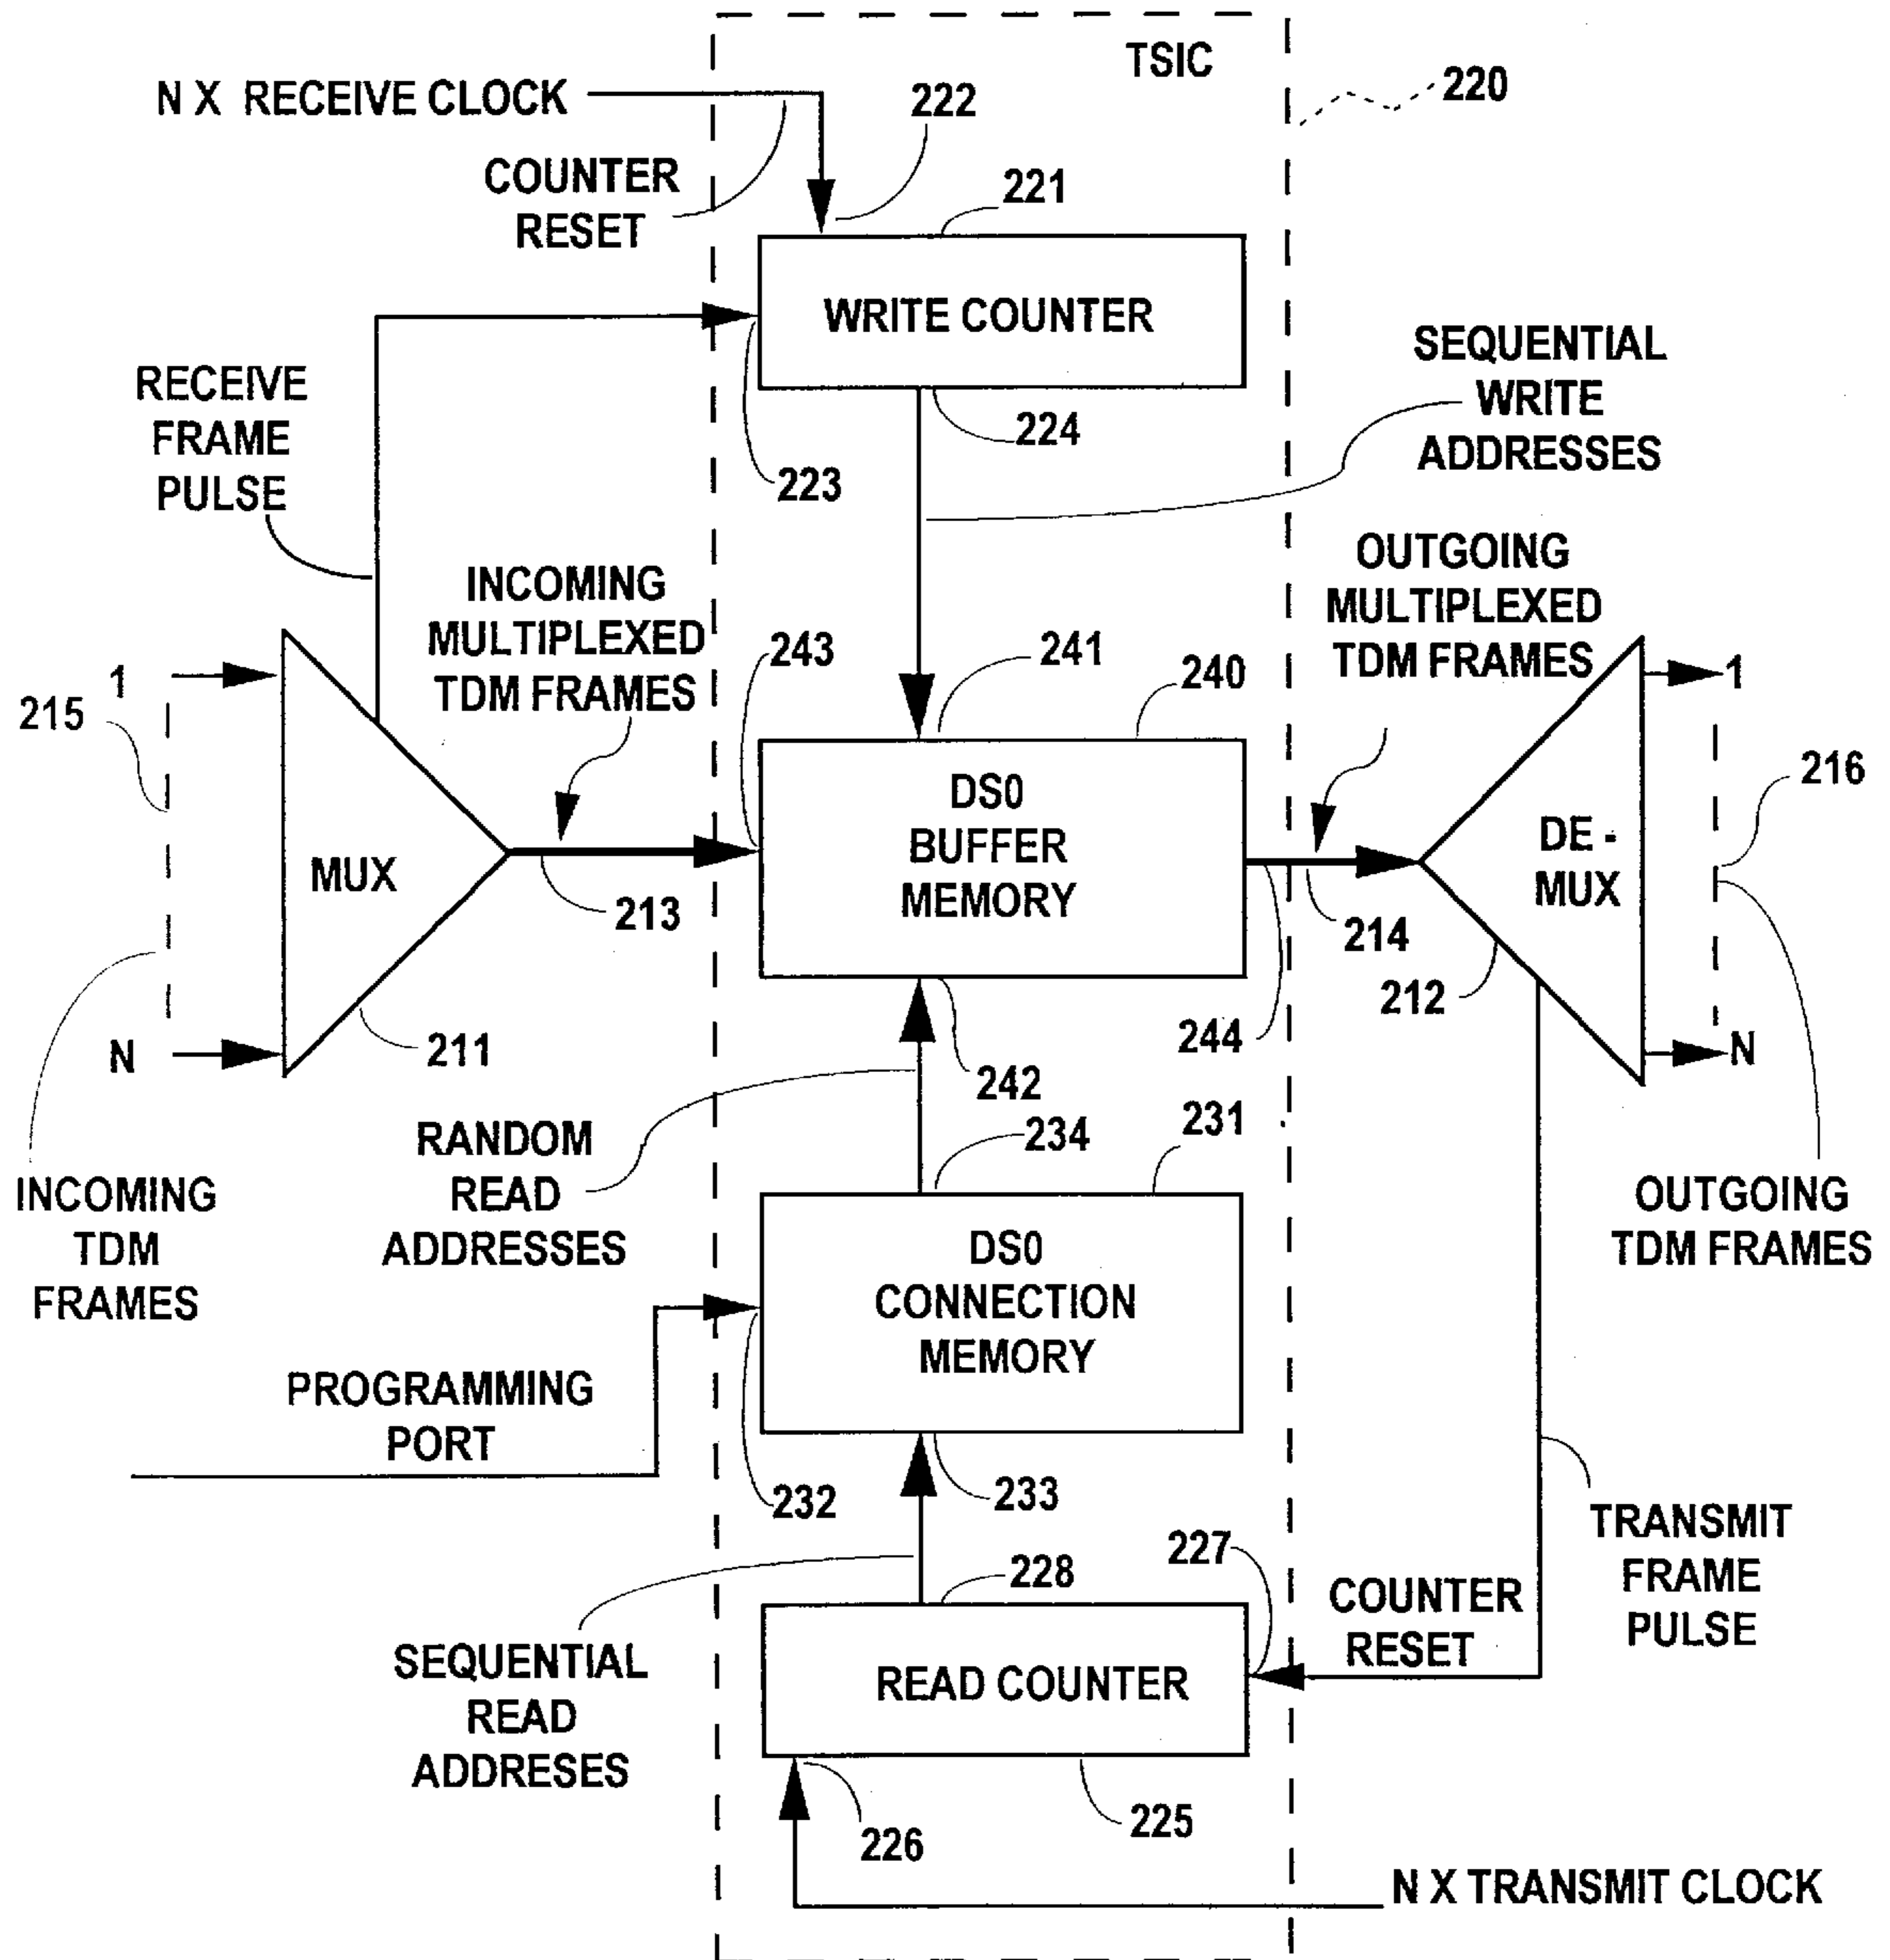 TSIC
220
N X RECEIVE CLOCK
222
COUNTER
RESET
221
WRITE COUNTER
SEQUENTIAL
WRITE
ADDRESSES
RECEIVE
FRAME
PULSE
224
223
INCOMING
MULTIPLEXED
TDM FRAMES
OUTGOING
MULTIPLEXED
TDM FRAMES
243
241
240
1
215
1
216
MUX
DS0
BUFFER
MEMORY
DE -
MUX
213
214
212
N
211
244
N
242
RANDOM
READ
ADDRESSES
234
231
INCOMING
TDM
FRAMES
OUTGOING
TDM FRAMES
DS0
CONNECTION
MEMORY
PROGRAMMING
PORT
232
233
TRANSMIT
FRAME
PULSE
227
228
COUNTER
RESET
SEQUENTIAL
READ
ADDRESES
READ COUNTER
226
225
N X TRANSMIT CLOCK